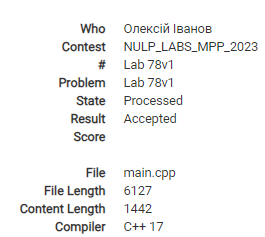 Who Олексій Іванов
Contest NULP_LABS_MPP_2023
# Lab 78v1
Problem Lab 78v1
State Processed
Result Accepted
Score
File main.cpp
File Length 6127
Content Length 1442
Compiler C++ 17